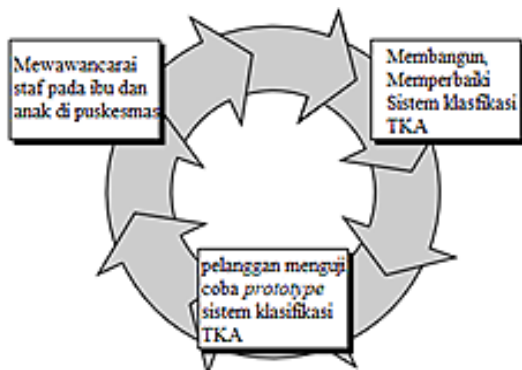 Mewawancarai
staf pada ibu dan
anak di puskesmas
Membangun,
Memperbaiki
Sistem klasfikasi
TKA
pelanggan menguji
coba prototype
sistem klasifikasi
TKA